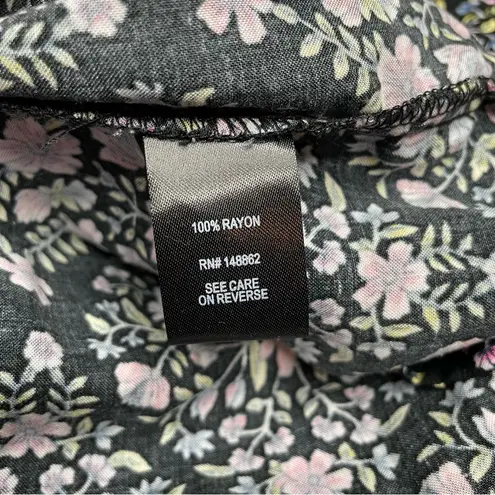 100% RAYON
RN# 148862
SEE CARE
ON REVERSE